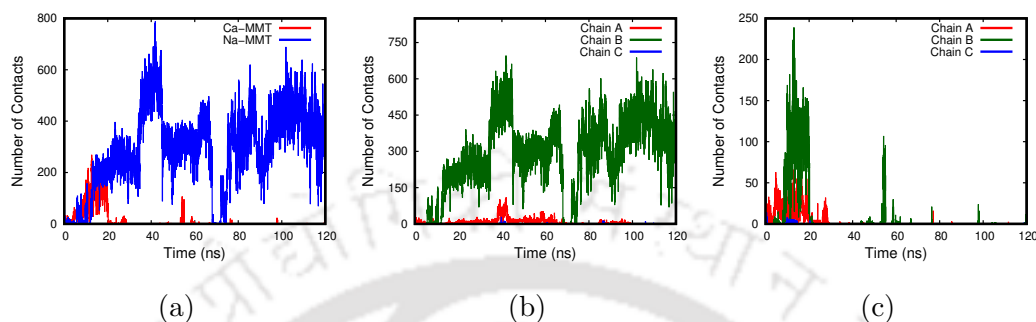 Ca-MMT
Na-MMT
Number of Contacts
800
600
400
200
0
0 20 40 60 80 100 120
Time (ns)
(a)
Chain A
Chain B
Chain C
Number of Contacts
750
600
450
300
150
0
0 20 40 60 80 100 120
Time (ns)
(b)
Chain A
Chain B
Chain C
Number of Contacts
250
200
150
100
50
0
0 20 40 60 80 100 120
Time (ns)
(c)